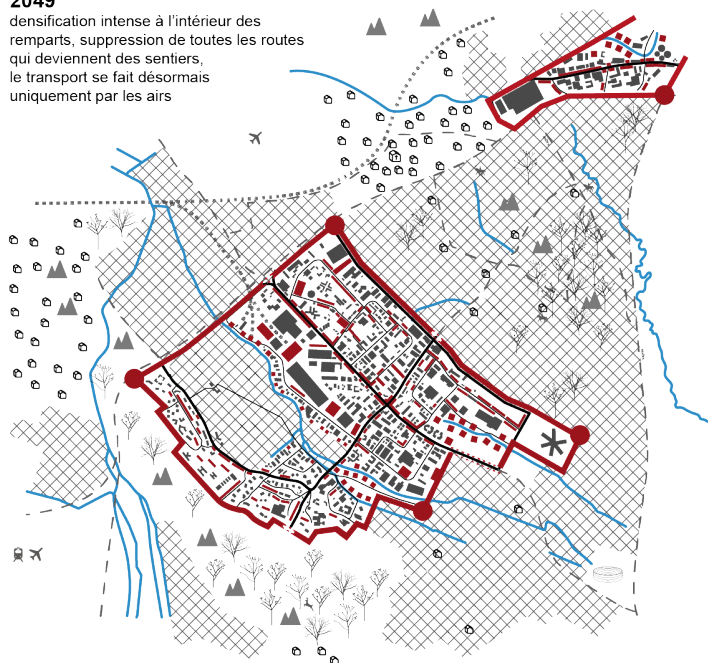 2049
densification intense à l'intérieur des
remparts, suppression de toutes les routes
qui deviennent des sentiers,
le transport se fait désormais
uniquement par les airs